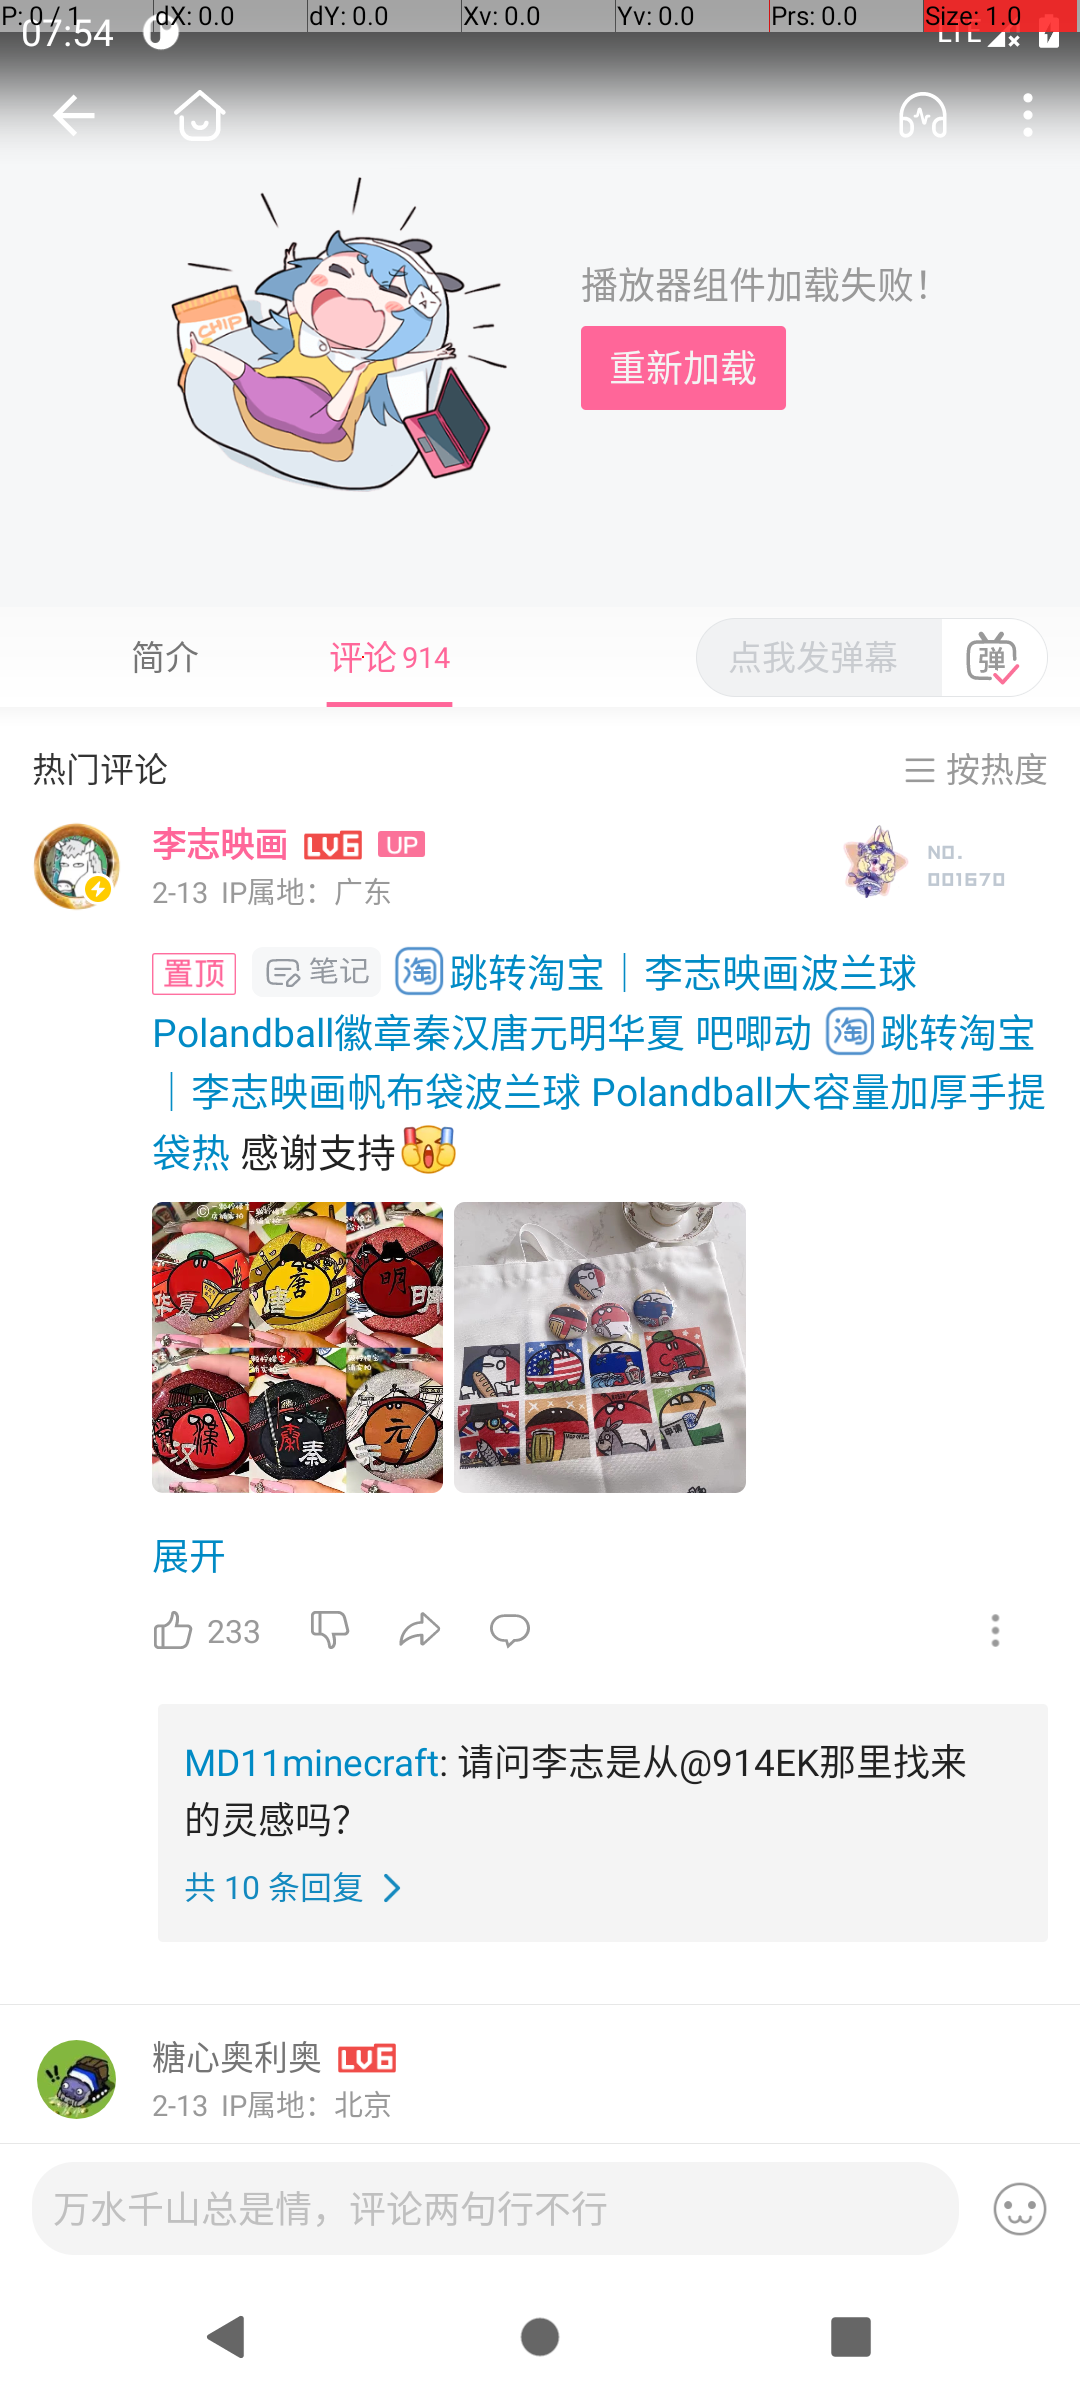 P: 0 / 1 dX: 0.0 dY: 0.0 Xv: 0.0 Yv: 0.0 Prs: 0.0 Size: 1.0
07:54 LTE
CHIP
播放器组件加载失败！
重新加载
简介 评论 914 点我发弹幕 弹
热门评论 按热度
李志映画 LV6 UP
NO.
001670
2-13 IP属地：广东
置顶 笔记 淘 跳转淘宝｜李志映画波兰球
Polandball徽章秦汉唐元明华夏 吧唧动 淘 跳转淘宝
｜李志映画帆布袋波兰球 Polandball大容量加厚手提
袋热 感谢支持
华夏 唐 唐 明 明
汉 漢 秦 元 元
展开
233
MD11minecraft: 请问李志是从@914EK那里找来
的灵感吗？
共 10 条回复
糖心奥利奥 LV6
2-13 IP属地：北京
万水千山总是情，评论两句行不行